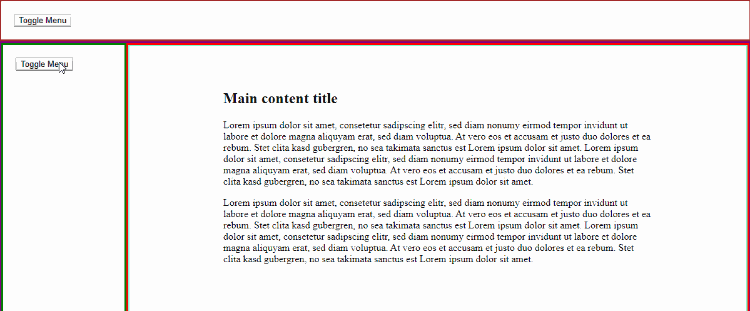 Toggle Menu
Toggle Menu
Main content title
Lorem ipsum dolor sit amet, consetetur sadipscing elitr, sed diam nonumy eirmod tempor invidunt ut
labore et dolore magna aliquyam erat, sed diam voluptua. At vero eos et accusam et justo duo dolores et ea
rebum. Stet clita kasd gubergren, no sea takimata sanctus est Lorem ipsum dolor sit amet. Lorem ipsum
dolor sit amet, consetetur sadipscing elitr, sed diam nonumy eirmod tempor invidunt ut labore et dolore
magna aliquyam erat, sed diam voluptua. At vero eos et accusam et justo duo dolores et ea rebum. Stet
clita kasd gubergren, no sea takimata sanctus est Lorem ipsum dolor sit amet.
Lorem ipsum dolor sit amet, consetetur sadipscing elitr, sed diam nonumy eirmod tempor invidunt ut
labore et dolore magna aliquyam erat, sed diam voluptua. At vero eos et accusam et justo duo dolores et ea
rebum. Stet clita kasd gubergren, no sea takimata sanctus est Lorem ipsum dolor sit amet. Lorem ipsum
dolor sit amet, consetetur sadipscing elitr, sed diam nonumy eirmod tempor invidunt ut labore et dolore
magna aliquyam erat, sed diam voluptua. At vero eos et accusam et justo duo dolores et ea rebum. Stet
clita kasd gubergren, no sea takimata sanctus est Lorem ipsum dolor sit amet.